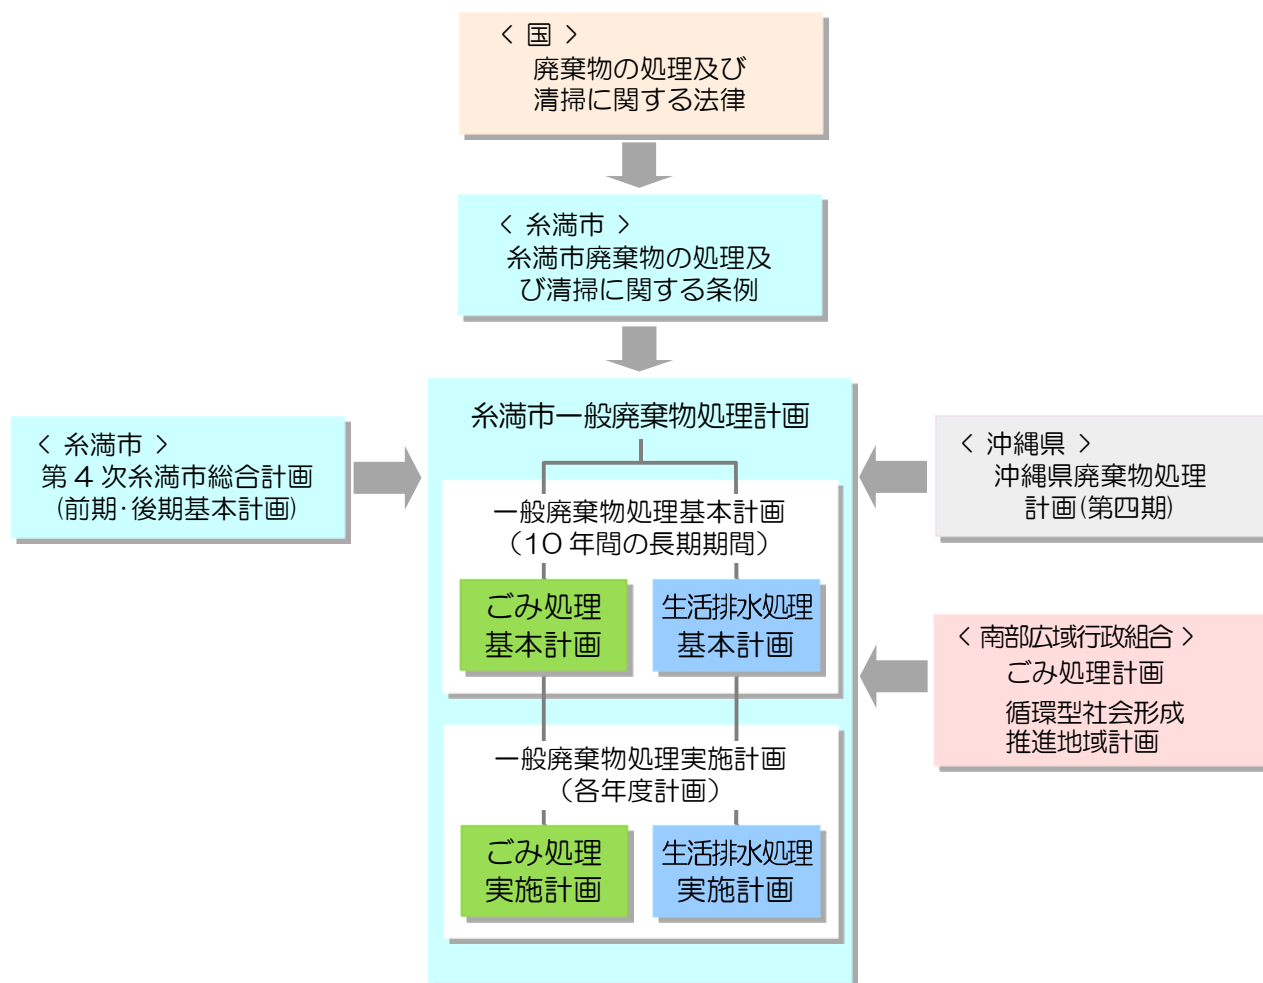 < 国 >
廃棄物の処理及び
清掃に関する法律
< 糸満市 >
糸満市廃棄物の処理及
び清掃に関する条例
糸満市一般廃棄物処理計画
< 糸満市 >
第 4 次糸満市総合計画
(前期･後期基本計画)
< 沖縄県 >
沖縄県廃棄物処理
計画(第四期)
一般廃棄物処理基本計画
（10 年間の長期期間）
ごみ処理
基本計画
生活排水処理
基本計画
< 南部広域行政組合 >
ごみ処理計画
循環型社会形成
推進地域計画
一般廃棄物処理実施計画
（各年度計画）
ごみ処理
実施計画
生活排水処理
実施計画